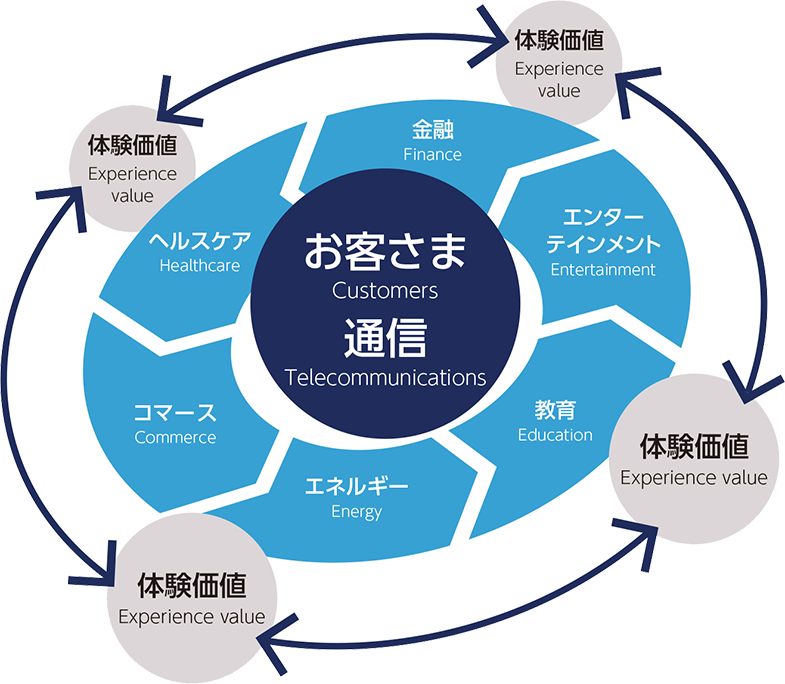 体験価値
Experience
value
体験価値
Experience
value
金融
Finance
エンター
テインメント
Entertainment
ヘルスケア
Healthcare
お客さま
Customers
通信
Telecommunications
コマース
Commerce
教育
Education
エネルギー
Energy
体験価値
Experience value
体験価値
Experience value